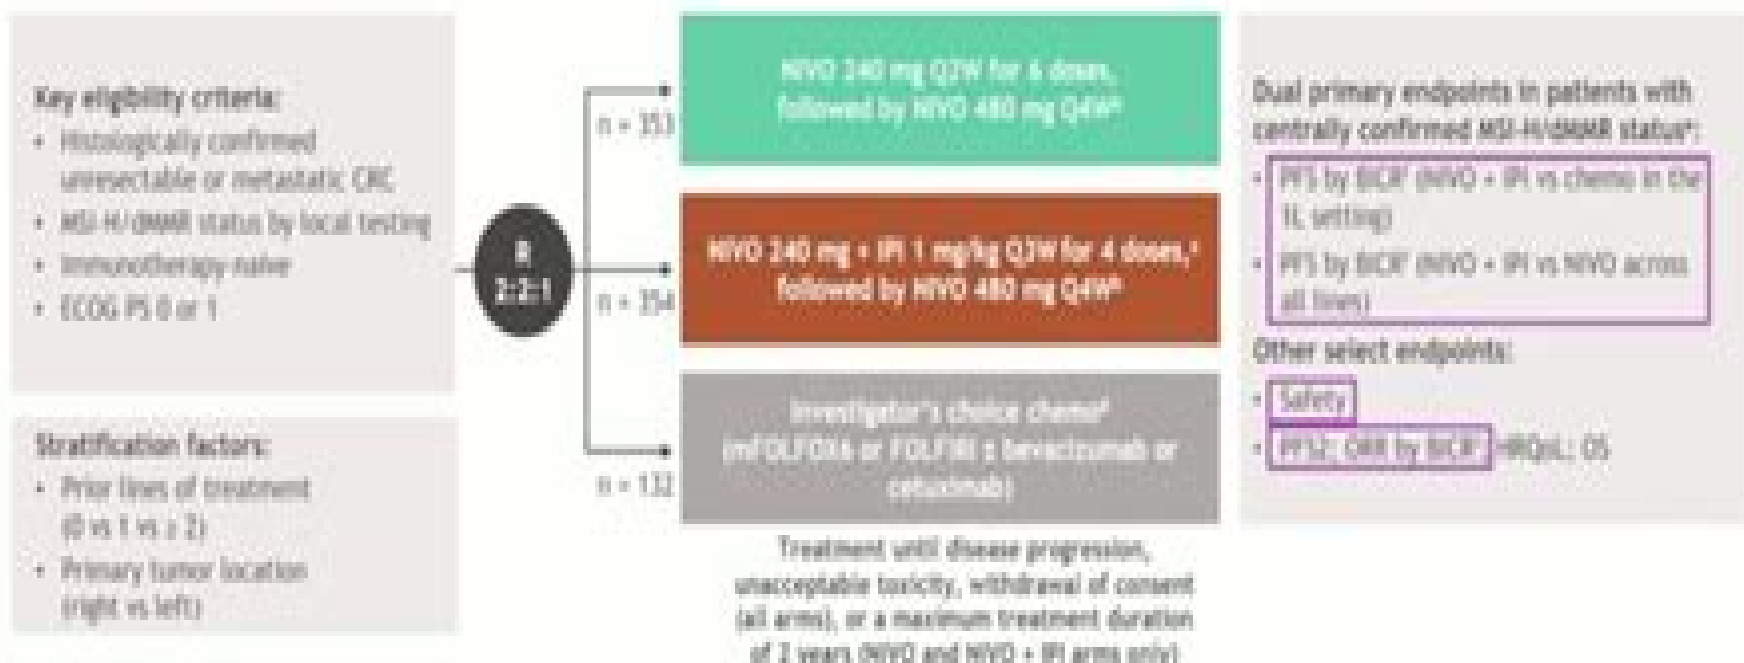 Key eligibility criteria:
• Histologically confirmed
unresectable or metastatic CRC
• MSI-H/dMMR status by local testing
• Immunotherapy naive
• ECOG PS 0 or 1
Stratification factors:
• Prior lines of treatment
(0 vs 1 vs ≥ 2)
• Primary tumor location
(right vs left)
R
2:2:1
n = 353
n = 354
n = 132
NIVO 240 mg Q2W for 6 doses,
followed by NIVO 480 mg Q4W
NIVO 240 mg + IPI 1 mg/kg Q3W for 4 doses,
followed by NIVO 480 mg Q4W
Investigator's choice chemo
(mFOLFOX6 or FOLFIRI ± bevacizumab or
cetuximab)
Treatment until disease progression,
unacceptable toxicity, withdrawal of consent
(all arms), or a maximum treatment duration
of 2 years (NIVO and NIVO + IPI arms only)
Dual primary endpoints in patients with
centrally confirmed MSI-H/dMMR status:
• PFS by BICR (NIVO + IPI vs chemo in the
1L setting)
• PFS by BICR (NIVO + IPI vs NIVO across
all lines)
Other select endpoints:
• Safety
• PFS2; ORR by BICR; HRQoL; OS